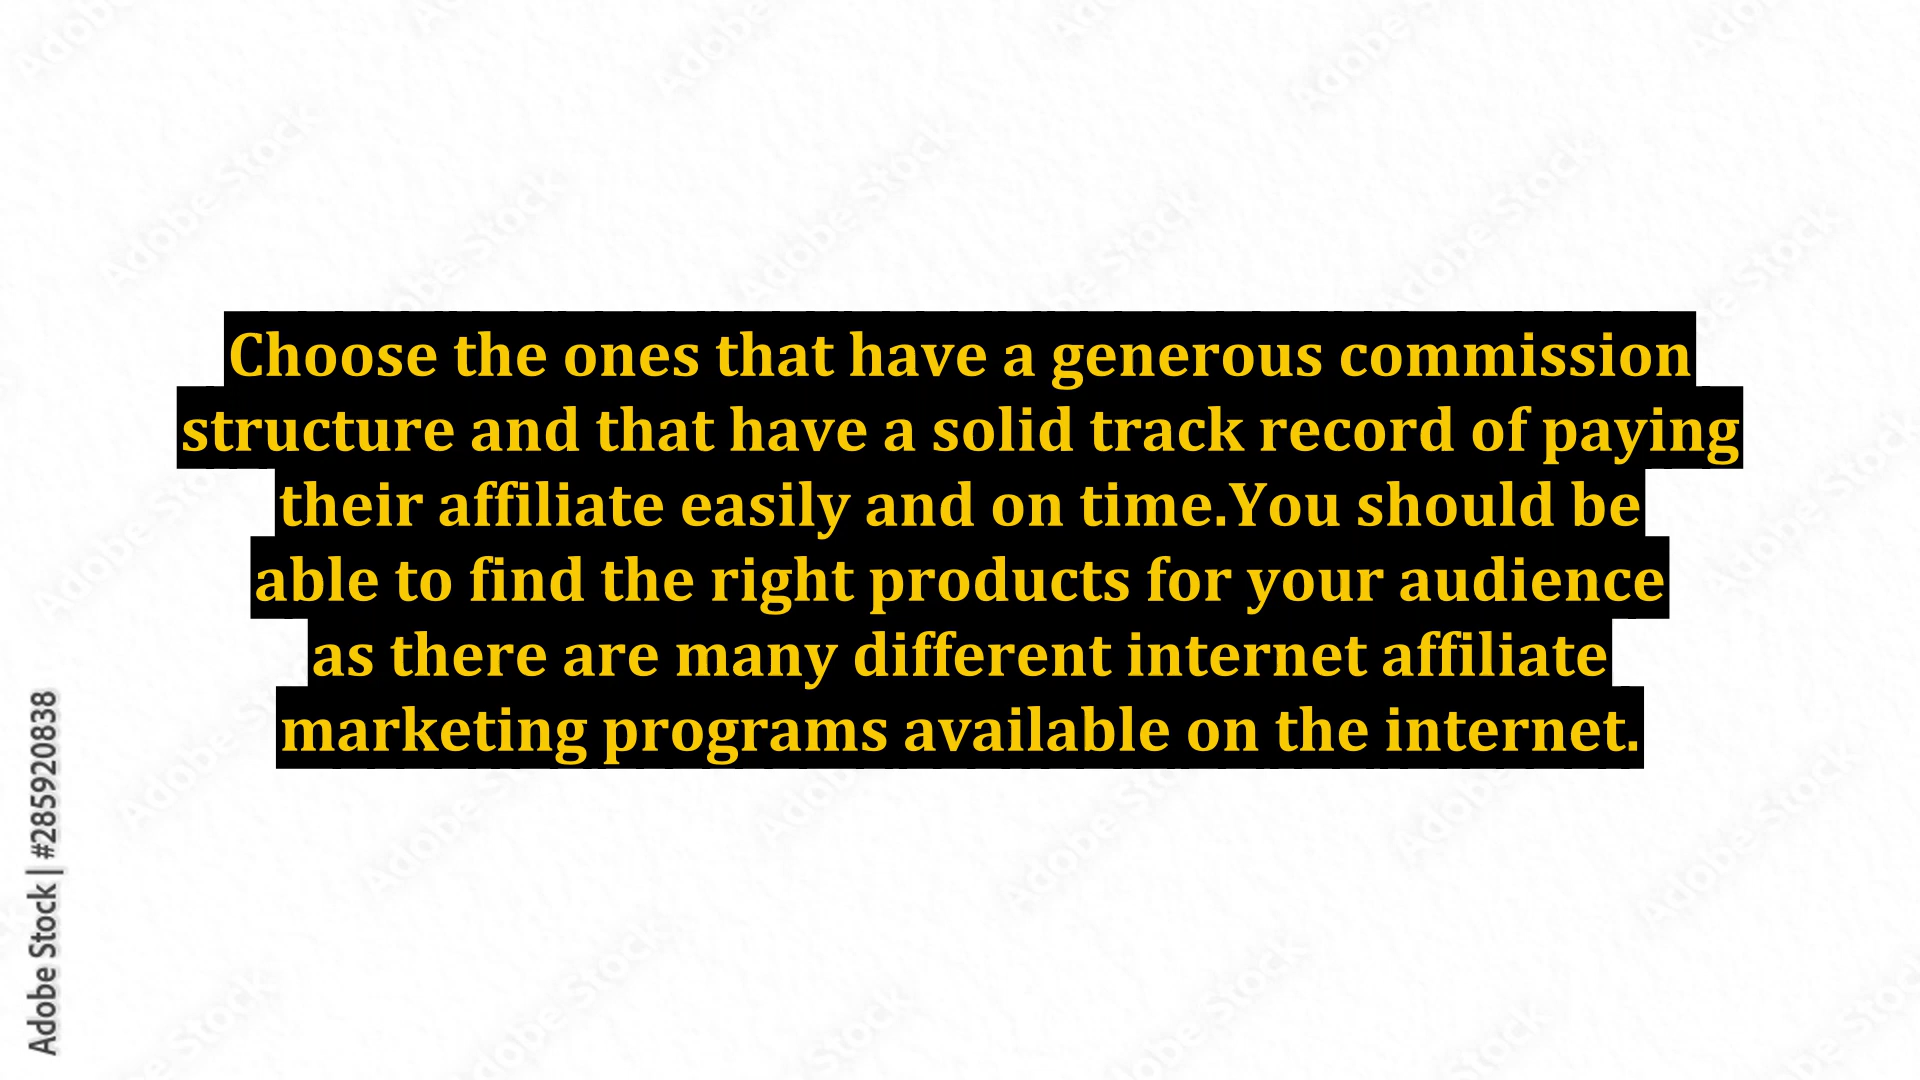 Choose the ones that have a generous commission
structure and that have a solid track record of paying
their affiliate easily and on time.You should be
able to find the right products for your audience
as there are many different internet affiliate
marketing programs available on the internet.
Adobe Stock | #285920838